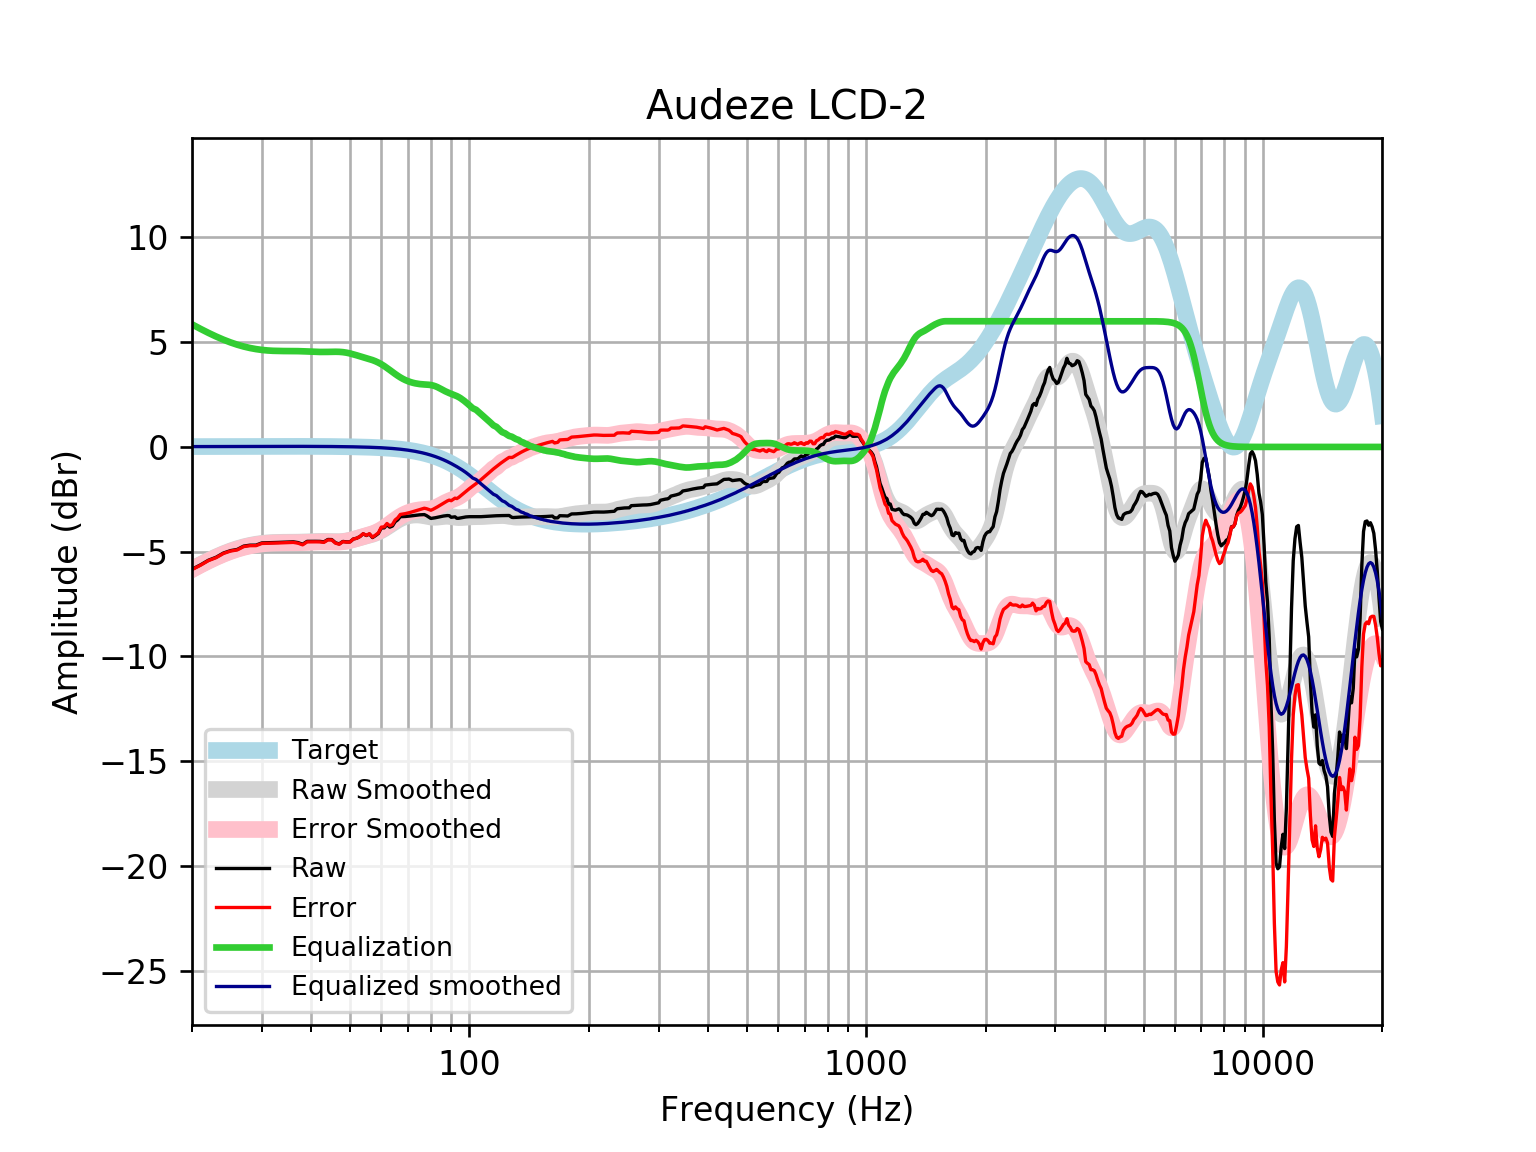 Audeze LCD-2
Amplitude (dBr)
10
5
0
−5
−10
−15
−20
−25
Target
Raw Smoothed
Error Smoothed
Raw
Error
Equalization
Equalized smoothed
100
1000
10000
Frequency (Hz)